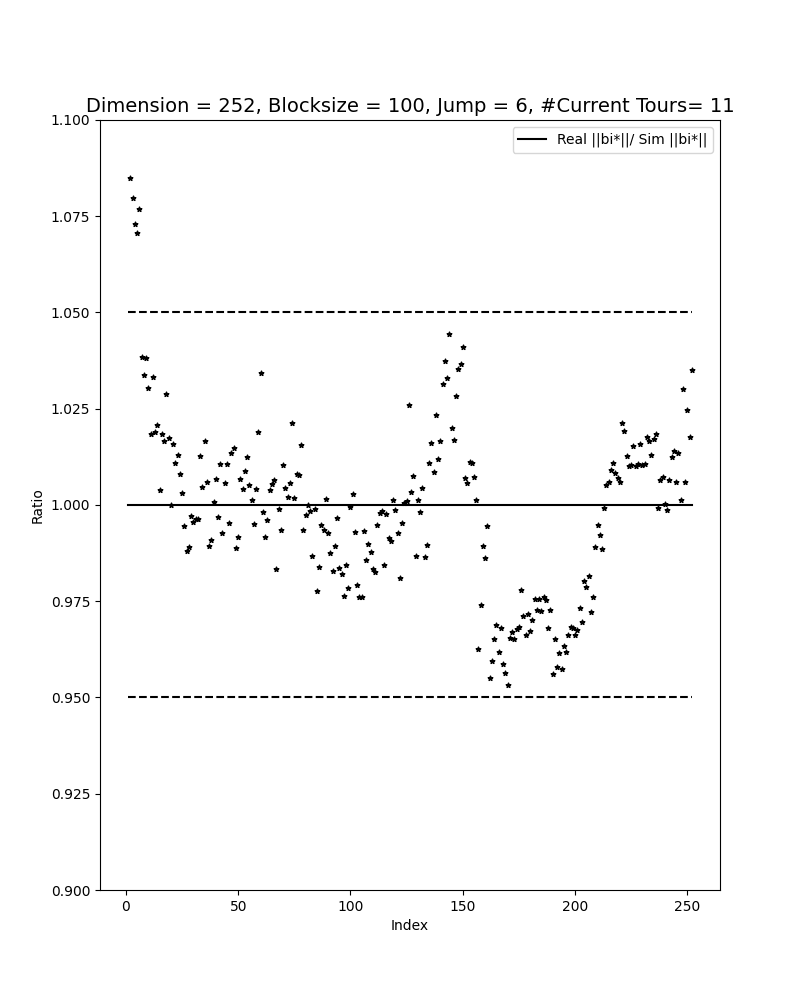 Dimension = 252, Blocksize = 100, Jump = 6, #Current Tours= 11
Real ||bi*||/ Sim ||bi*||
1.100
1.075
1.050
1.025
1.000
0.975
0.950
0.925
0.900
Ratio
0 50 100 150 200 250
Index